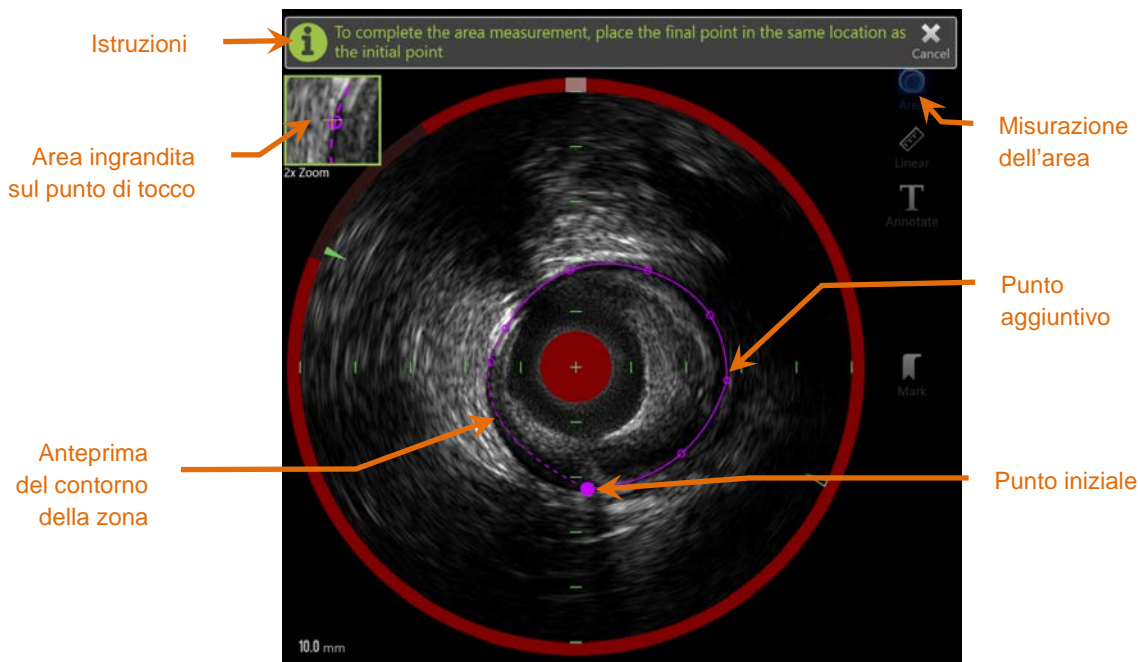 Istruzioni
To complete the area measurement, place the final point in the same location as
the initial point
Cancel
Area ingrandita
sul punto di tocco
2x Zoom
Area
Misurazione
dell'area
Linear
T
Annotate
Punto
aggiuntivo
Mark
Anteprima
del contorno
della zona
Punto iniziale
10.0 mm